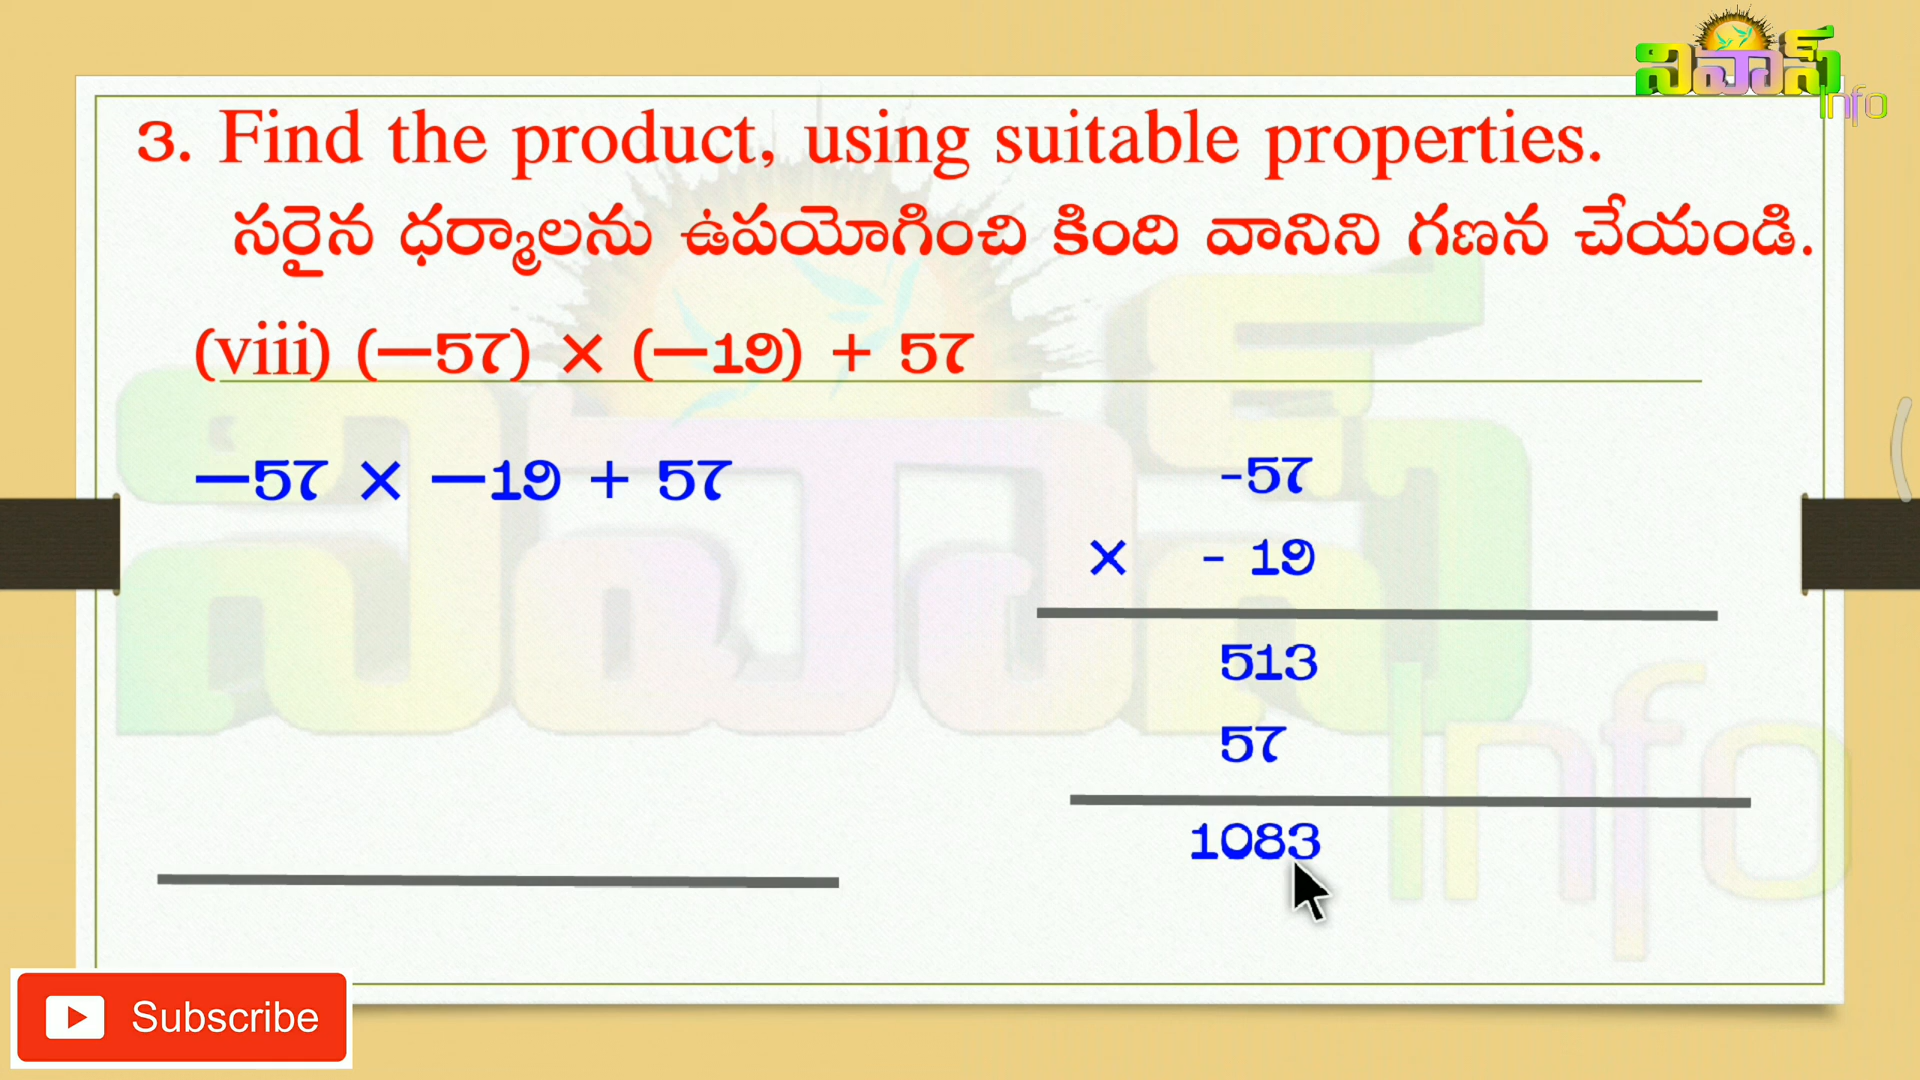 నివాస్
Info
3. Find the product, using suitable properties.
సరైన ధర్మాలను ఉపయోగించి కింది వానిని గణన చేయండి.
(viii) (–57) × (–19) + 57
–57 × –19 + 57
-57
× - 19
513
57
1083
Subscribe